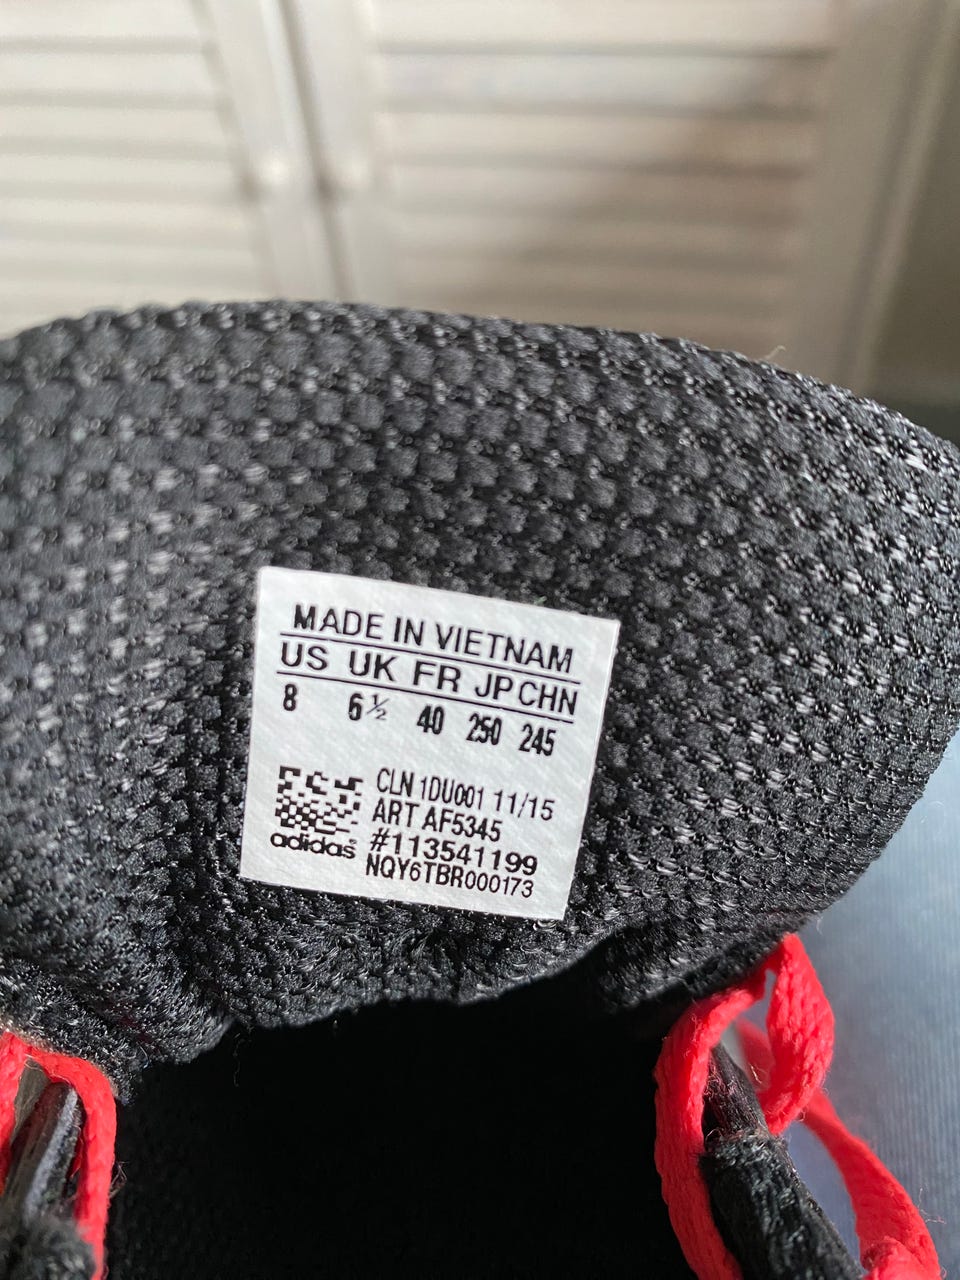 MADE IN VIETNAM
US UK FR JP CHN
8 6½ 40 250 245
CLN 1DU001 11/15
ART AF5345
#113541199
adidas NQY6TBR000173